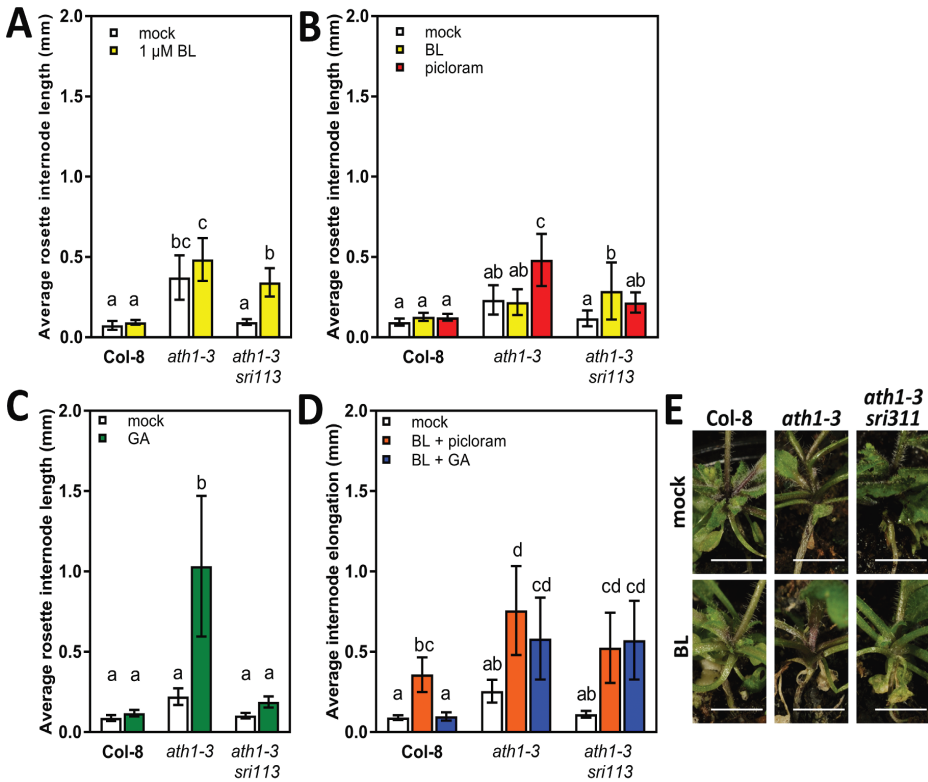 A
Average rosette internode length (mm)
2.0
1.5
1.0
0.5
0.0
mock
1 µM BL
a a
bc c
a b
Col-8 ath1-3 ath1-3
sri113
B
Average rosette internode length (mm)
2.0
1.5
1.0
0.5
0.0
mock
BL
picloram
a a a
ab ab c
a b ab
Col-8 ath1-3 ath1-3
sri113
C
Average rosette internode length (mm)
2.0
1.5
1.0
0.5
0.0
mock
GA
a a
a b
a a
Col-8 ath1-3 ath1-3
sri113
D
Average internode elongation (mm)
2.0
1.5
1.0
0.5
0.0
mock
BL + picloram
BL + GA
a bc a
ab d cd
ab cd cd
Col-8 ath1-3 ath1-3
sri113
E
Col-8 ath1-3 ath1-3
sri311
mock
BL